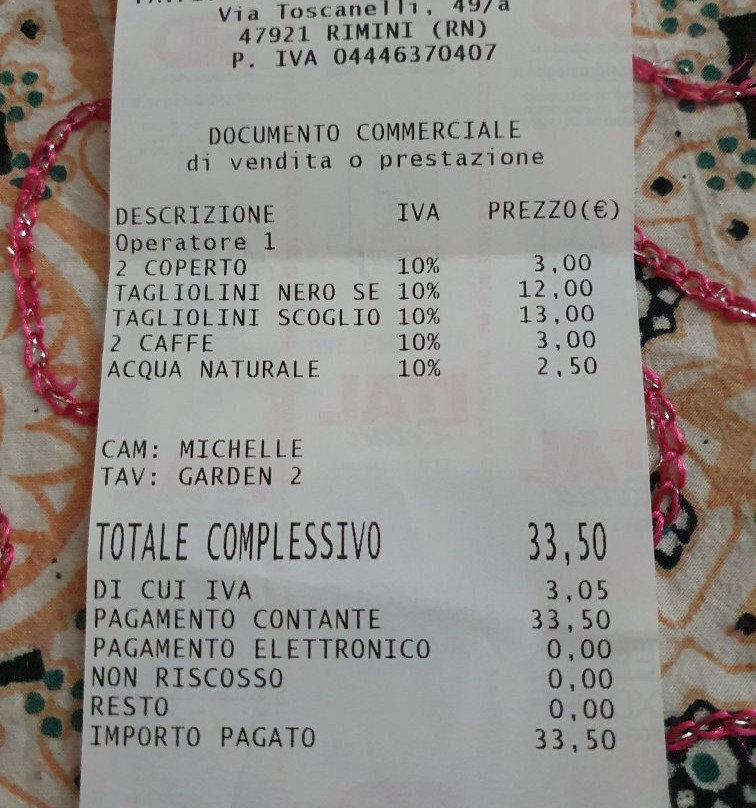 Via Toscanelli, 49/a
47921 RIMINI (RN)
P. IVA 04446370407
DOCUMENTO COMMERCIALE
di vendita o prestazione
DESCRIZIONE IVA PREZZO(€)
Operatore 1
2 COPERTO 10% 3,00
TAGLIOLINI NERO SE 10% 12,00
TAGLIOLINI SCOGLIO 10% 13,00
2 CAFFE 10% 3,00
ACQUA NATURALE 10% 2,50
CAM: MICHELLE
TAV: GARDEN 2
TOTALE COMPLESSIVO 33,50
DI CUI IVA 3,05
PAGAMENTO CONTANTE 33,50
PAGAMENTO ELETTRONICO 0,00
NON RISCOSSO 0,00
RESTO 0,00
IMPORTO PAGATO 33,50